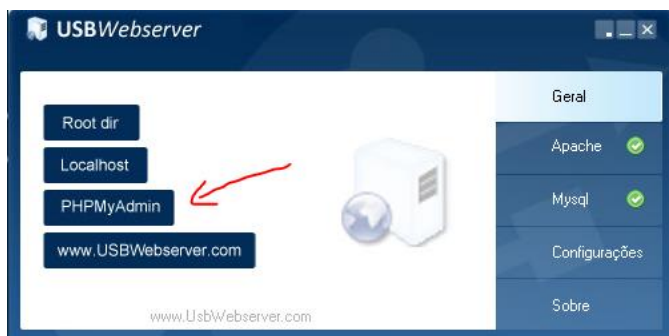 USBWebserver
Root dir
Localhost
PHPMyAdmin
www.USBWebserver.com
www.UsbWebserver.com
Geral
Apache
Mysql
Configurações
Sobre